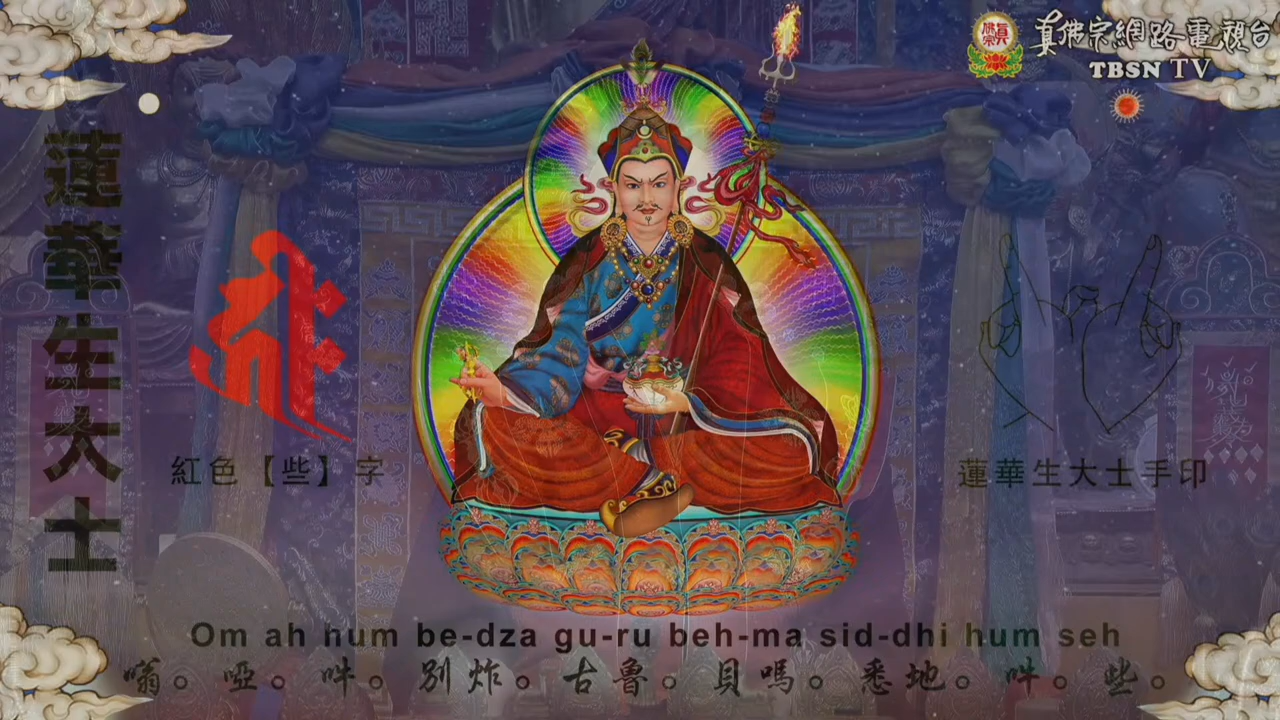 真佛宗網路電視台
TBSN TV
蓮華生大士
紅色【些】字
蓮華生大士手印
Om ah hum be-dza gu-ru beh-ma sid-dhi hum seh
嗡。啞。吽。別炸。古魯。貝嗎。悉地。吽。些。